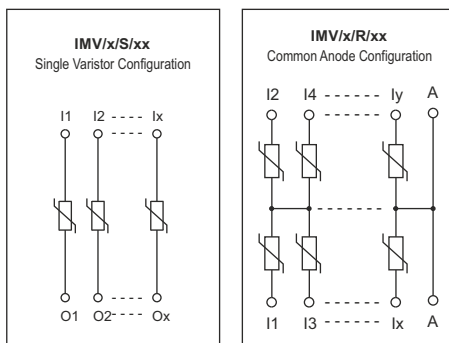 IMV/x/S/xx
Single Varistor Configuration
I1 I2 Ix
O1 O2 Ox
IMV/x/R/xx
Common Anode Configuration
I2 I4 Iy A
I1 I3 Ix A